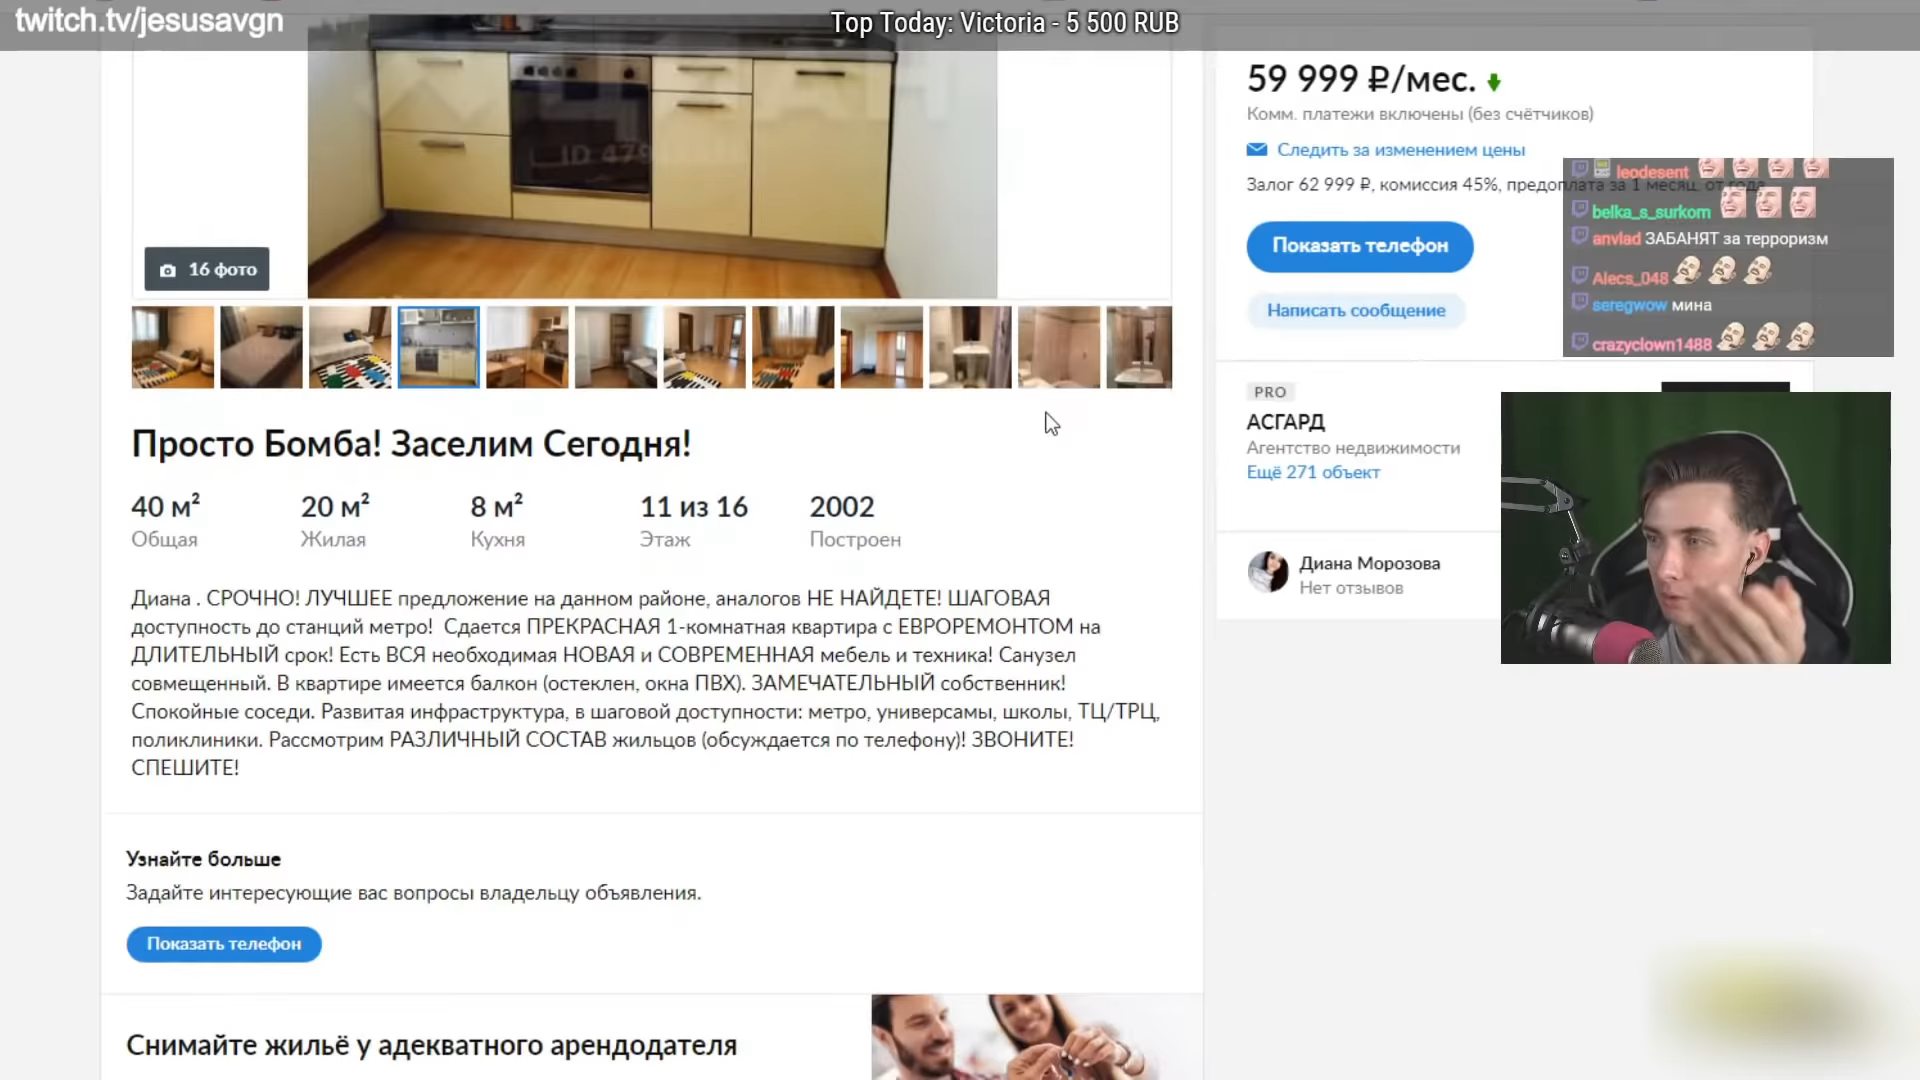 twitch.tv/jesusavgn
Top Today: Victoria - 5 500 RUB
16 фото
Просто Бомба! Заселим Сегодня!
40 м² 20 м² 8 м² 11 из 16 2002
Общая Жилая Кухня Этаж Построен
Диана . СРОЧНО! ЛУЧШЕЕ предложение на данном районе, аналогов НЕ НАЙДЕТЕ! ШАГОВАЯ
доступность до станций метро! Сдается ПРЕКРАСНАЯ 1-комнатная квартира с ЕВРОРЕМОНТОМ на
ДЛИТЕЛЬНЫЙ срок! Есть ВСЯ необходимая НОВАЯ и СОВРЕМЕННАЯ мебель и техника! Санузел
совмещенный. В квартире имеется балкон (остеклен, окна ПВХ). ЗАМЕЧАТЕЛЬНЫЙ собственник!
Спокойные соседи. Развитая инфраструктура, в шаговой доступности: метро, универсамы, школы, ТЦ/ТРЦ,
поликлиники. Рассмотрим РАЗЛИЧНЫЙ СОСТАВ жильцов (обсуждается по телефону)! ЗВОНИТЕ!
СПЕШИТЕ!
Узнайте больше
Задайте интересующие вас вопросы владельцу объявления.
Показать телефон
Снимайте жильё у адекватного арендодателя
59 999 ₽/мес.
Комм. платежи включены (без счётчиков)
Следить за изменением цены
Залог 62 999 ₽, комиссия 45%, предоплата за 1 месяц, от года
Показать телефон
Написать сообщение
PRO
АСГАРД
Агентство недвижимости
Ещё 271 объект
Диана Морозова
Нет отзывов
leodesent
belka_s_surkom
anvlad ЗАБАНЯТ за терроризм
Alecs_048
seregwow мина
crazyclown1488